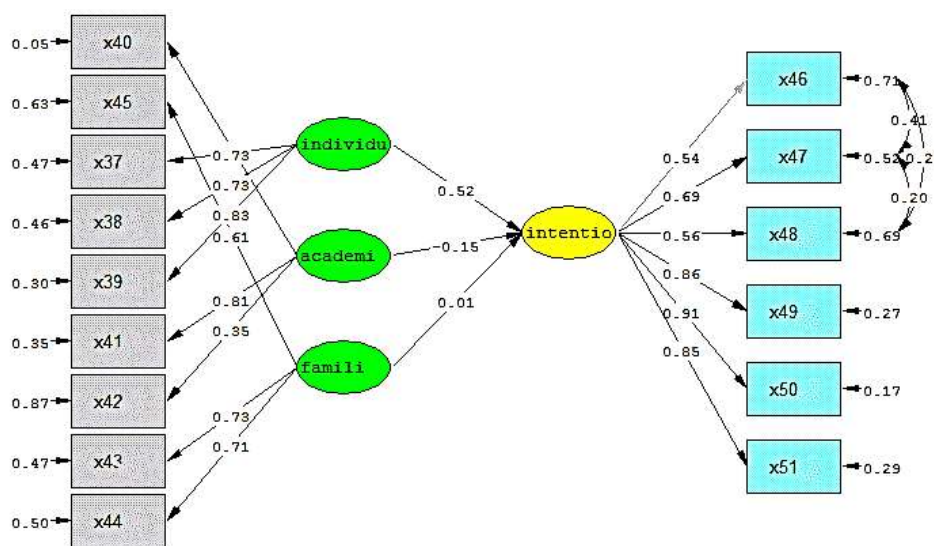 0.05
x40
0.63
x45
0.47
x37
0.46
x38
0.30
x39
0.35
x41
0.87
x42
0.47
x43
0.50
x44
individu
academi
famili
0.73
0.73
0.83
0.61
0.81
0.35
0.73
0.71
0.52
0.15
0.01
intentio
0.54
0.69
0.56
0.86
0.91
0.85
x46
0.71
x47
0.52
x48
0.69
x49
0.27
x50
0.17
x51
0.29
0.41
0.2
0.20